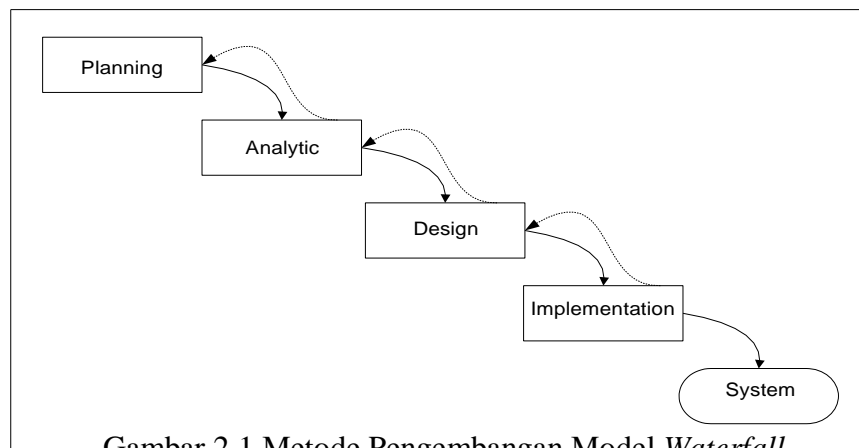 Planning
Analytic
Design
Implementation
System
Gambar 2.1 Metode Pengembangan Model Waterfall